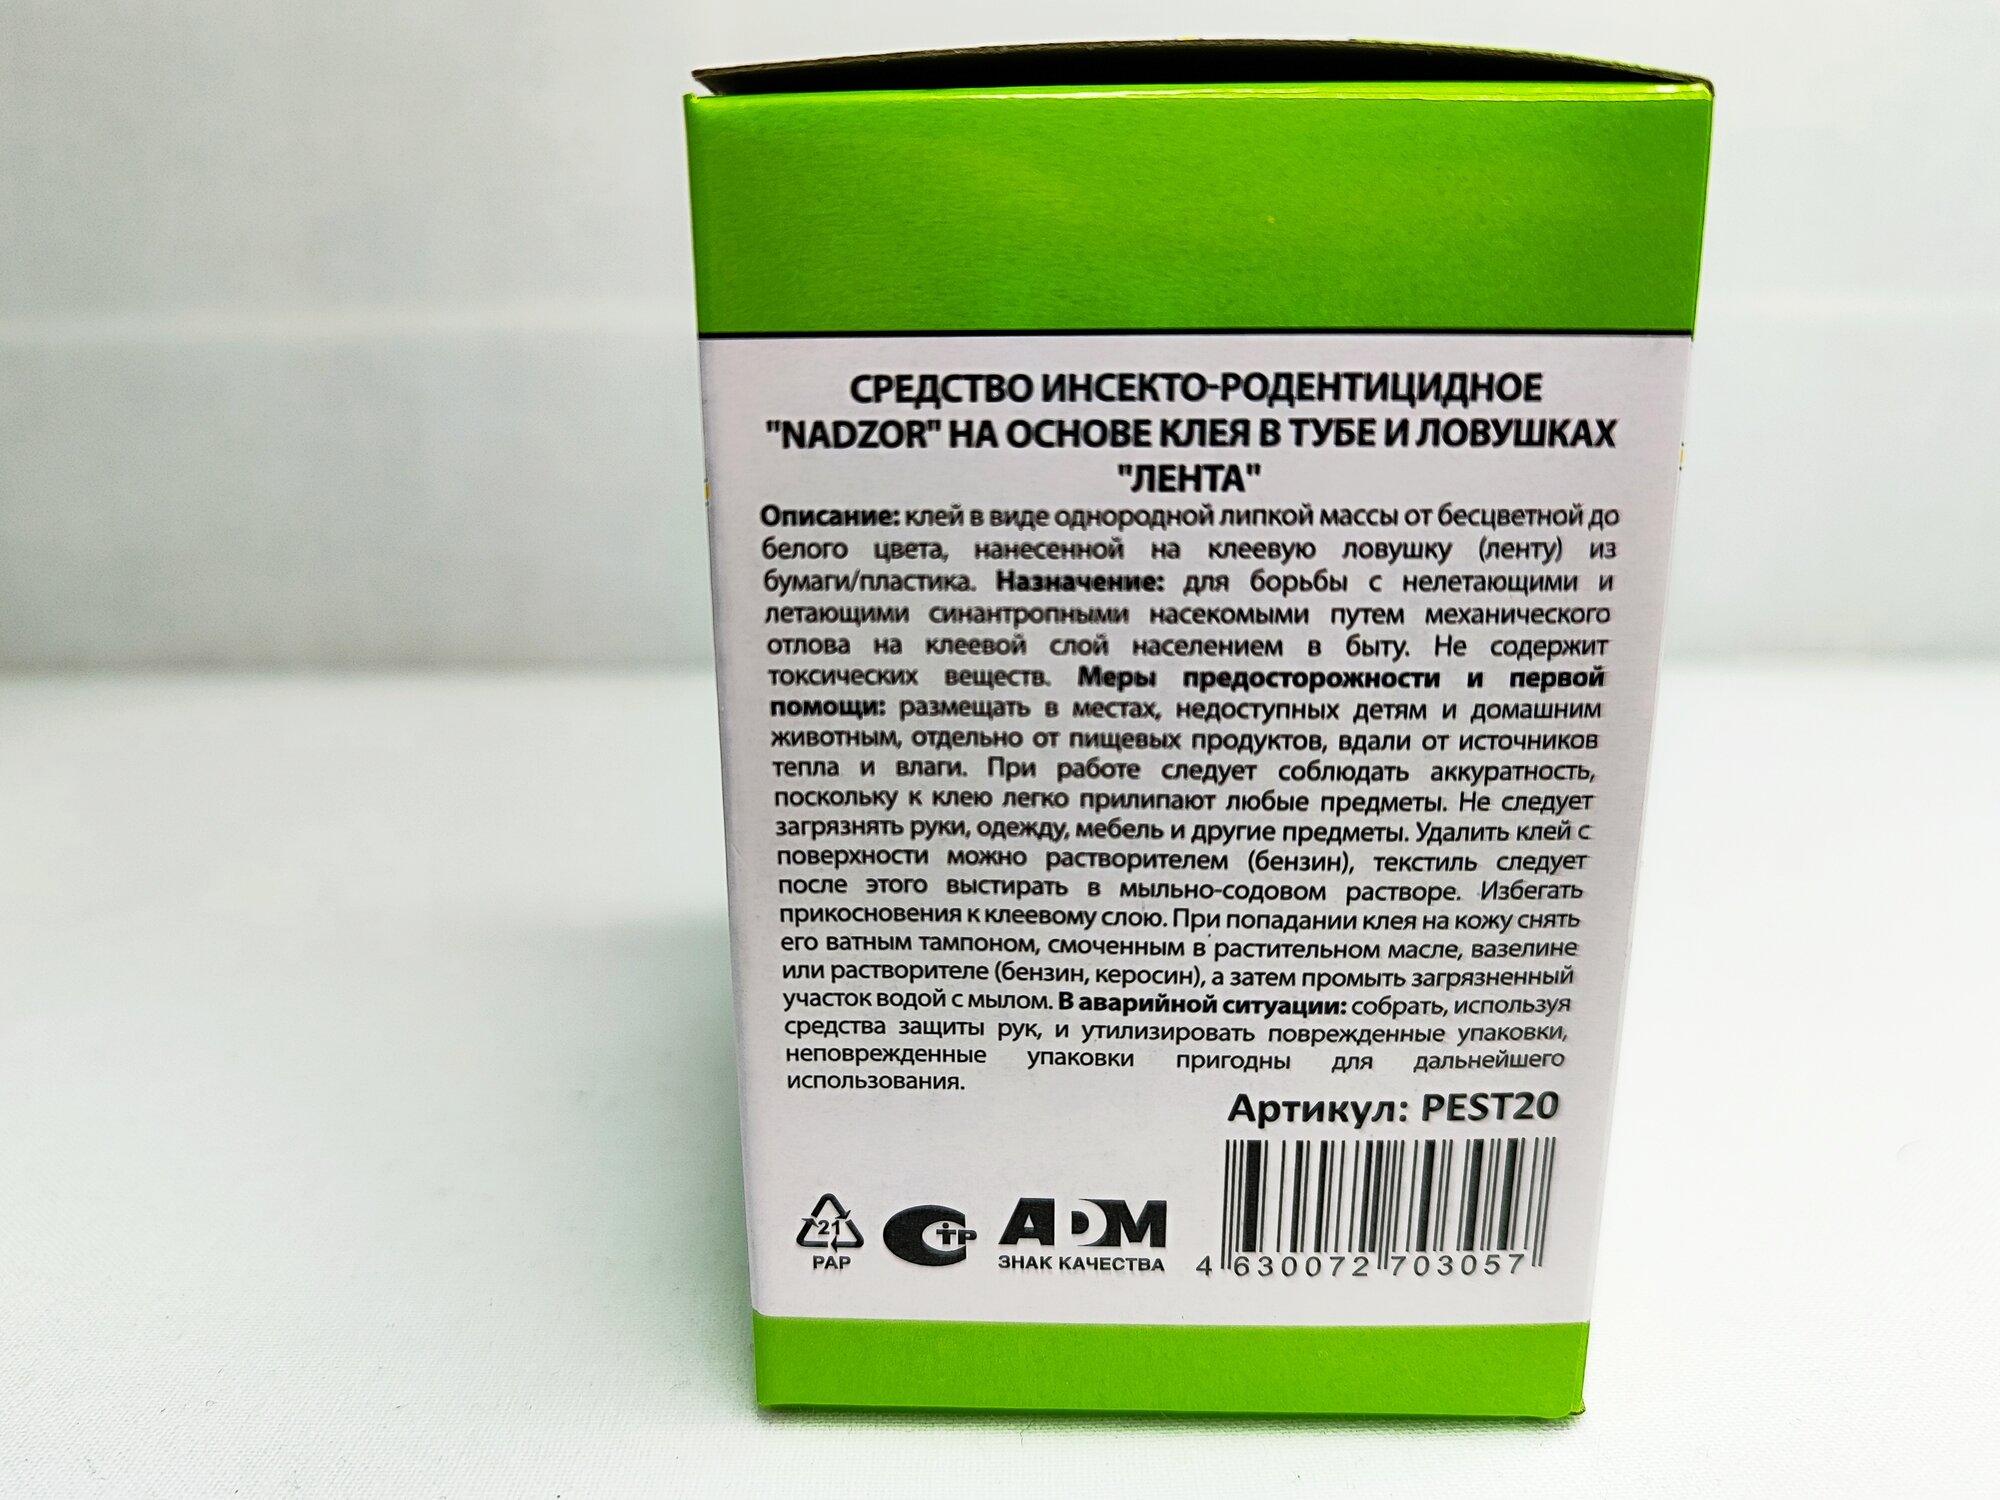 СРЕДСТВО ИНСЕКТО-РОДЕНТИЦИДНОЕ
"NADZOR" НА ОСНОВЕ КЛЕЯ В ТУБЕ И ЛОВУШКАХ
"ЛЕНТА"
Описание: клей в виде однородной липкой массы от бесцветной до
белого цвета, нанесенной на клеевую ловушку (ленту) из
бумаги/пластика. Назначение: для борьбы с нелетающими и
летающими синантропными насекомыми путем механического
отлова на клеевой слой населением в быту. Не содержит
токсических веществ. Меры предосторожности и первой
помощи: размещать в местах, недоступных детям и домашним
животным, отдельно от пищевых продуктов, вдали от источников
тепла и влаги. При работе следует соблюдать аккуратность,
поскольку к клею легко прилипают любые предметы. Не следует
загрязнять руки, одежду, мебель и другие предметы. Удалить клей с
поверхности можно растворителем (бензин), текстиль следует
после этого выстирать в мыльно-содовом растворе. Избегать
прикосновения к клеевому слою. При попадании клея на кожу снять
его ватным тампоном, смоченным в растительном масле, вазелине
или растворителе (бензин, керосин), а затем промыть загрязненный
участок водой с мылом. В аварийной ситуации: собрать, используя
средства защиты рук, и утилизировать поврежденные упаковки,
неповрежденные упаковки пригодны для дальнейшего
использования.
Артикул: PEST20
21
PAP
СТР
ADM
ЗНАК КАЧЕСТВА
4 630072 703057